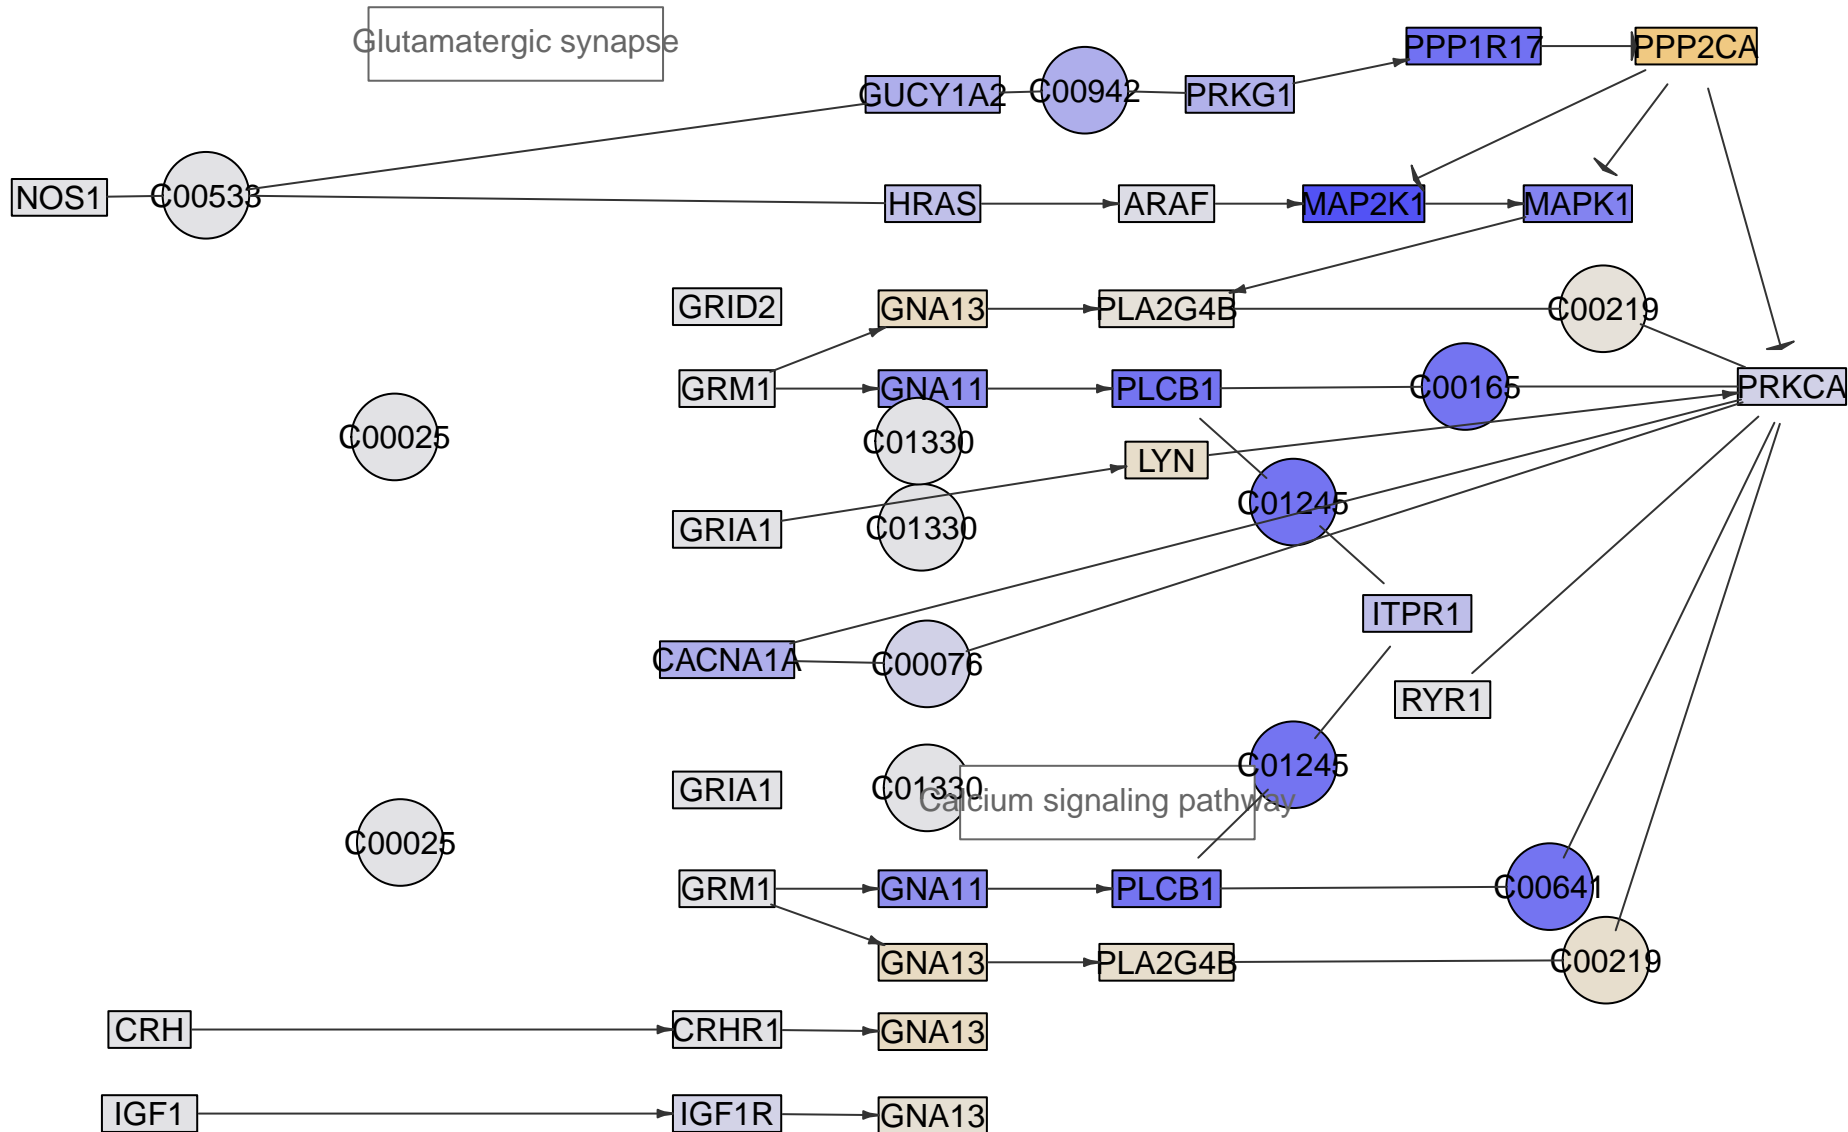 Glutamatergic synapse
PPP1R17
PPP2CA
GUCY1A2
C00942
PRKG1
NOS1
C00533
HRAS
ARAF
MAP2K1
MAPK1
GRID2
GNA13
PLA2G4B
C00219
GRM1
GNA11
PLCB1
C00165
PRKCA
C00025
C01330
LYN
GRIA1
C01330
C01245
ITPR1
CACNA1A
C00076
RYR1
GRIA1
C01330
C01245
Calcium signaling pathway
C00025
GRM1
GNA11
PLCB1
C00641
GNA13
PLA2G4B
C00219
CRH
CRHR1
GNA13
IGF1
IGF1R
GNA13